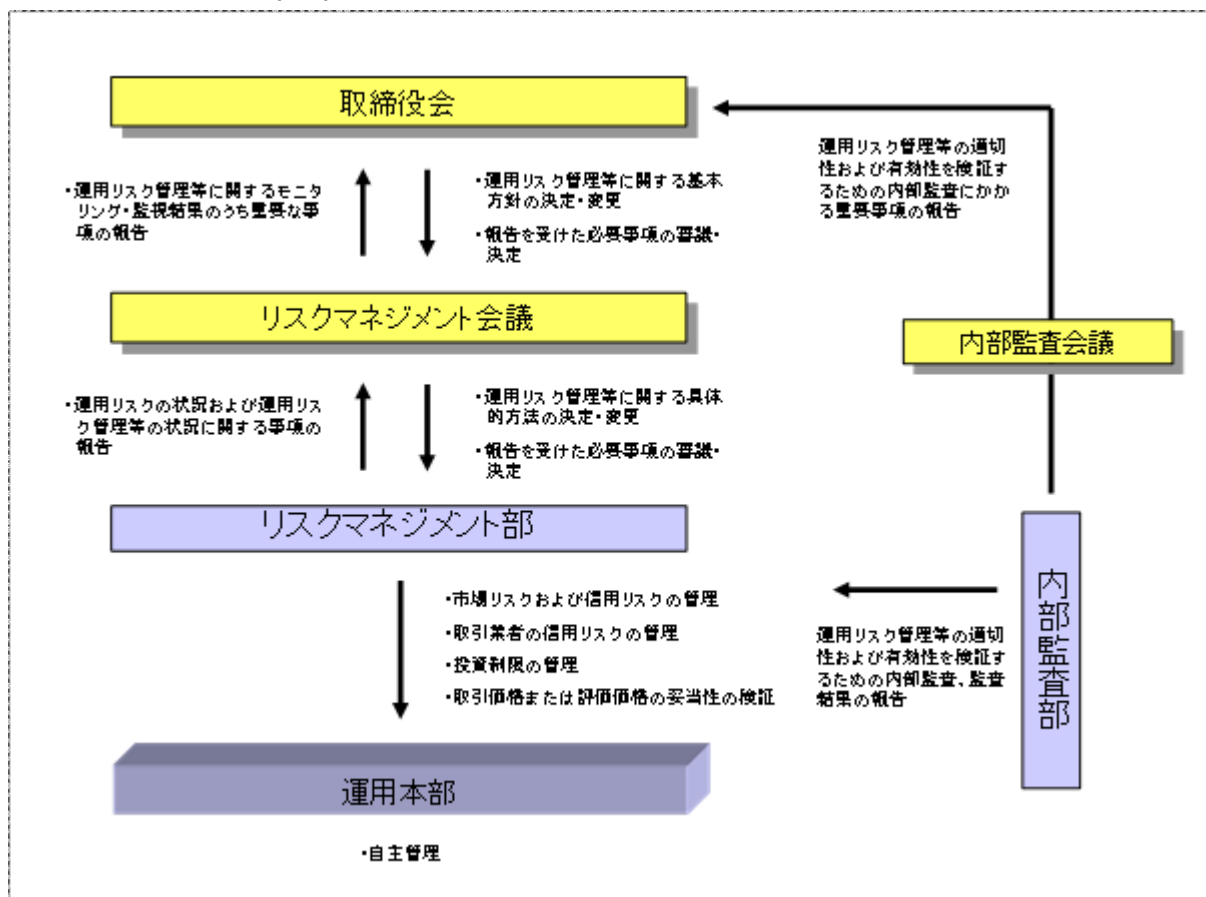 取締役会
運用リスク管理等の適切
性および有効性を検証す
るための内部監査にかか
る重要事項の報告
・運用リスク管理等に関するモニタ
リング・監視結果のうち重要な事
項の報告
・運用リスク管理等に関する基本
方針の決定・変更
・報告を受けた必要事項の審議・
決定
リスクマネジメント会議
内部監査会議
・運用リスクの状況および運用リス
ク管理等の状況に関する事項の
報告
・運用リスク管理等に関する具体
的方法の決定・変更
・報告を受けた必要事項の審議・
決定
リスクマネジメント部
内部監査部
・市場リスクおよび信用リスクの管理
・取引業者の信用リスクの管理
・投資制限の管理
・取引価格または評価価格の妥当性の検証
運用リスク管理等の適切
性および有効性を検証す
るための内部監査、監査
結果の報告
運用本部
・自主管理